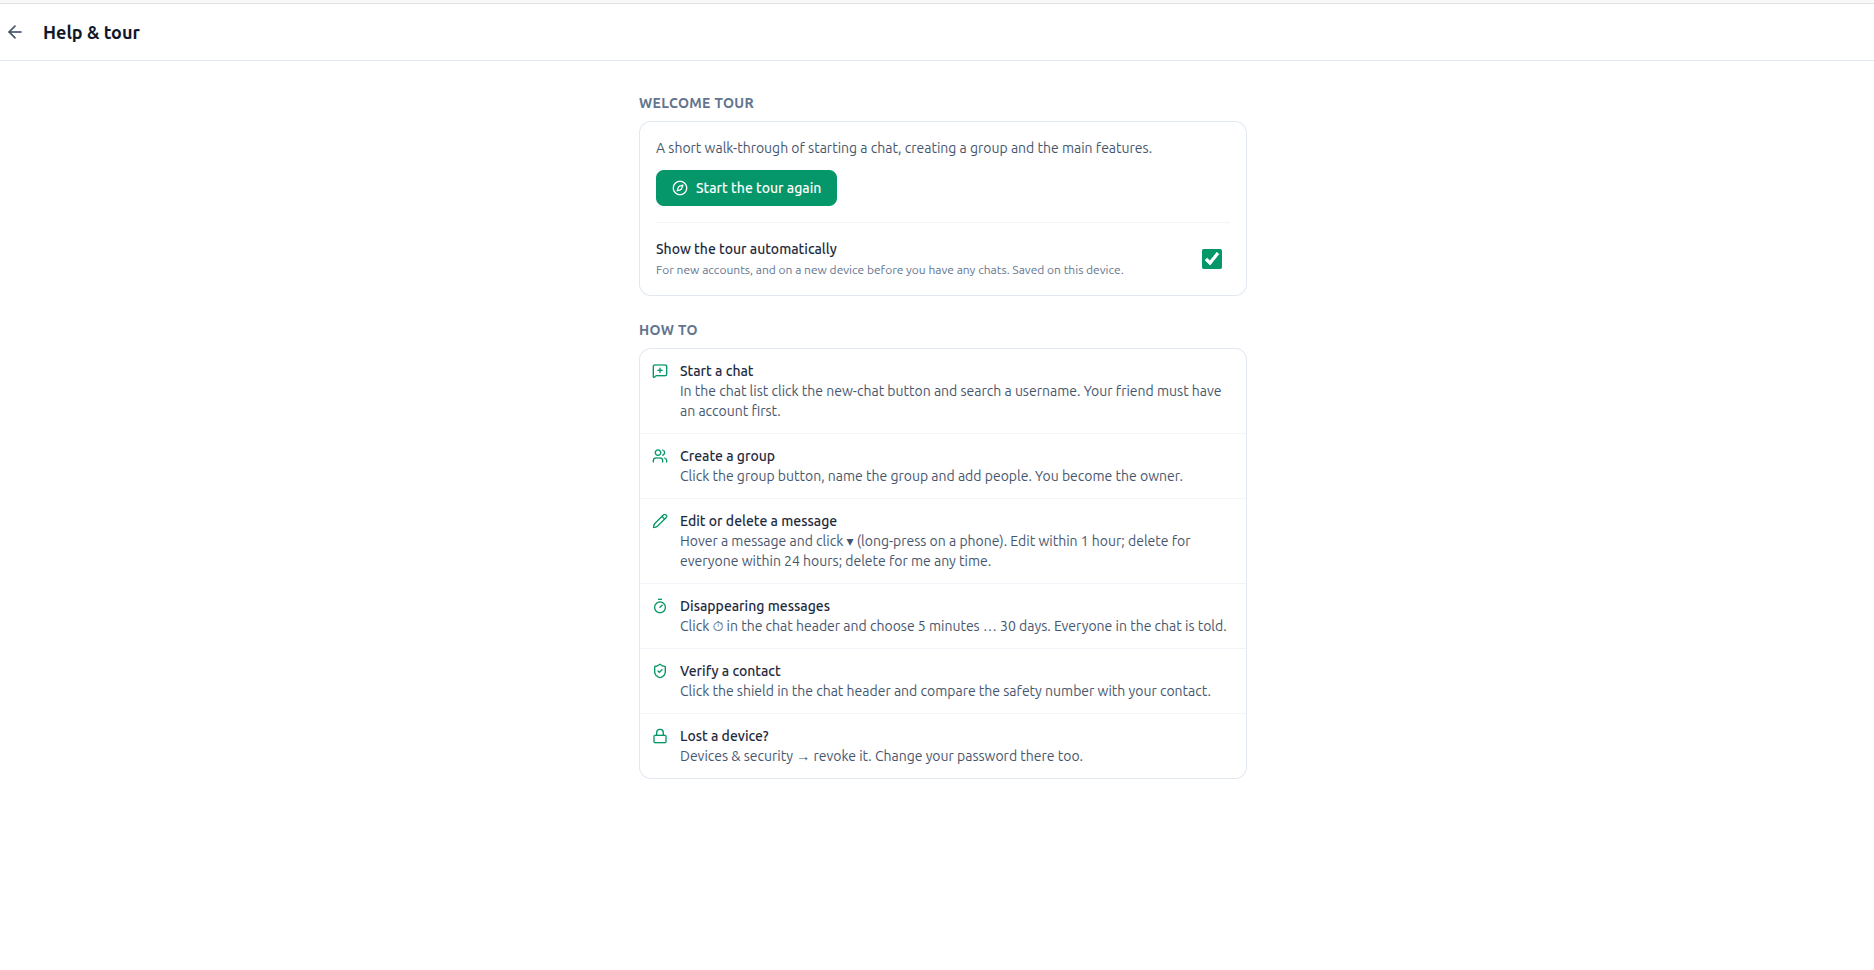 Help & tour
WELCOME TOUR
A short walk-through of starting a chat, creating a group and the main features.
Start the tour again
Show the tour automatically
For new accounts, and on a new device before you have any chats. Saved on this device.
HOW TO
Start a chat
In the chat list click the new-chat button and search a username. Your friend must have
an account first.
Create a group
Click the group button, name the group and add people. You become the owner.
Edit or delete a message
Hover a message and click ▾ (long-press on a phone). Edit within 1 hour; delete for
everyone within 24 hours; delete for me any time.
Disappearing messages
Click ⏱ in the chat header and choose 5 minutes … 30 days. Everyone in the chat is told.
Verify a contact
Click the shield in the chat header and compare the safety number with your contact.
Lost a device?
Devices & security → revoke it. Change your password there too.